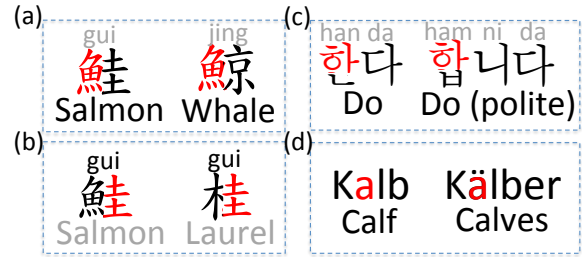 (a)
gui jing
鮭 鯨
Salmon Whale
(b)
gui gui
鮭 桂
Salmon Laurel
(c)
han da ham ni da
한다 합니다
Do Do (polite)
(d)
Kalb Kälber
Calf Calves